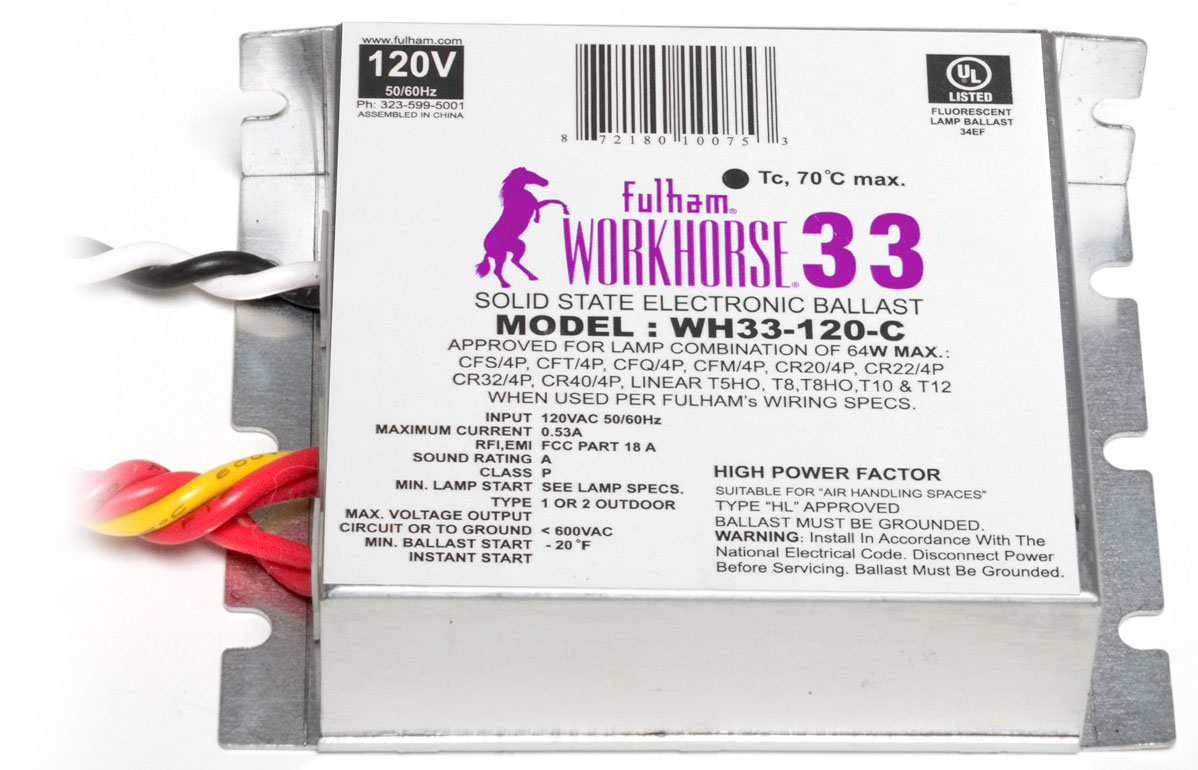 www.fulham.com
120V
50/60Hz
Ph: 323-599-5001
ASSEMBLED IN CHINA
8 72180 10075 3
UL
LISTED
FLUORESCENT
LAMP BALLAST
34EF
Tc, 70°C max.
fulham®
WORKHORSE® 33
SOLID STATE ELECTRONIC BALLAST
MODEL : WH33-120-C
APPROVED FOR LAMP COMBINATION OF 64W MAX.:
CFS/4P, CFT/4P, CFQ/4P, CFM/4P, CR20/4P, CR22/4P
CR32/4P, CR40/4P, LINEAR T5HO, T8,T8HO,T10 & T12
WHEN USED PER FULHAM's WIRING SPECS.
INPUT 120VAC 50/60Hz
MAXIMUM CURRENT 0.53A
RFI,EMI FCC PART 18 A
SOUND RATING A
CLASS P
MIN. LAMP START SEE LAMP SPECS.
TYPE 1 OR 2 OUTDOOR
MAX. VOLTAGE OUTPUT
CIRCUIT OR TO GROUND < 600VAC
MIN. BALLAST START - 20°F
INSTANT START
HIGH POWER FACTOR
SUITABLE FOR "AIR HANDLING SPACES"
TYPE "HL" APPROVED
BALLAST MUST BE GROUNDED.
WARNING: Install In Accordance With The
National Electrical Code. Disconnect Power
Before Servicing. Ballast Must Be Grounded.